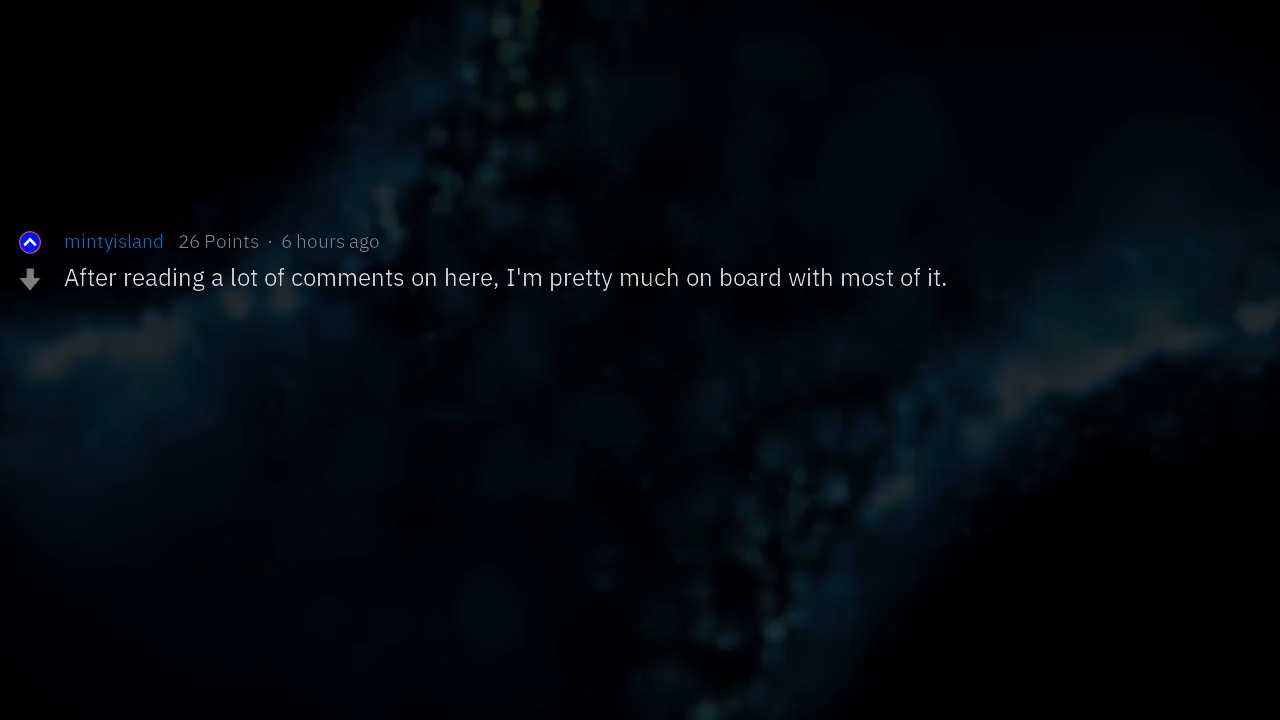 mintyisland 26 Points · 6 hours ago
After reading a lot of comments on here, I'm pretty much on board with most of it.